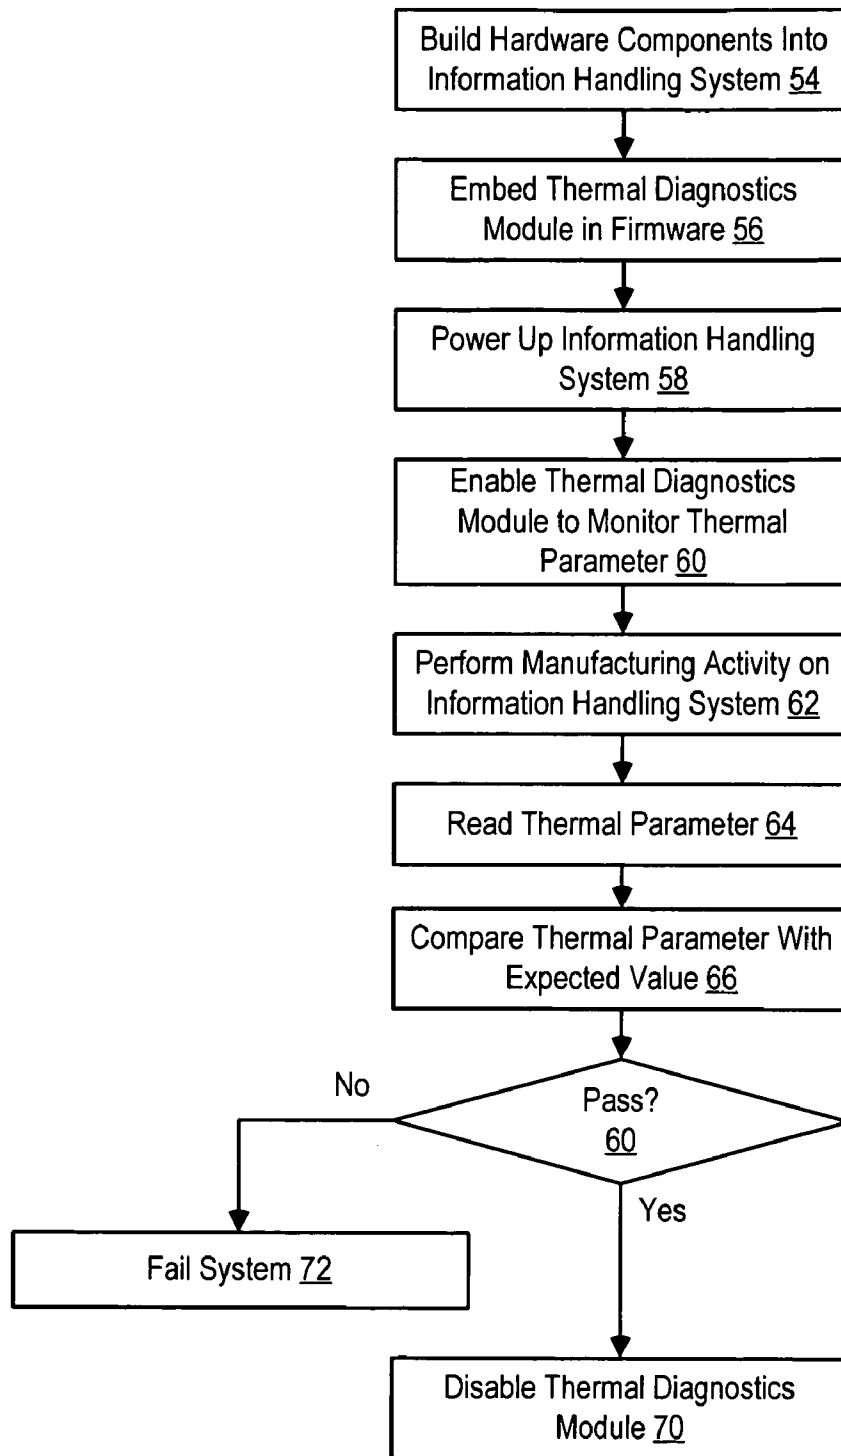 Build Hardware Components Into
Information Handling System 54
Embed Thermal Diagnostics
Module in Firmware 56
Power Up Information Handling
System 58
Enable Thermal Diagnostics
Module to Monitor Thermal
Parameter 60
Perform Manufacturing Activity on
Information Handling System 62
Read Thermal Parameter 64
Compare Thermal Parameter With
Expected Value 66
No
Pass?
60
Yes
Fail System 72
Disable Thermal Diagnostics
Module 70